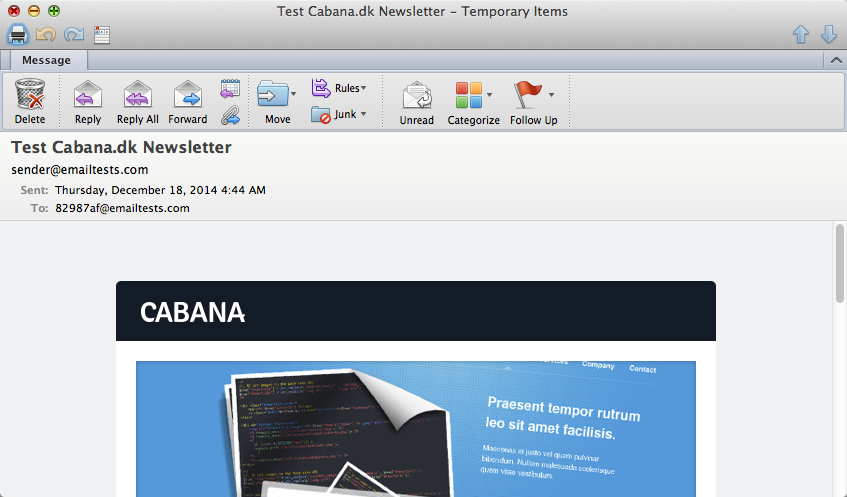 Test Cabana.dk Newsletter – Temporary Items
Message
Delete
Reply
Reply All
Forward
Move
Rules
Junk
Unread
Categorize
Follow Up
Test Cabana.dk Newsletter
sender@emailtests.com
Sent: Thursday, December 18, 2014 4:44 AM
To: 82987af@emailtests.com
CABANA
Company Contact
Praesent tempor rutrum
leo sit amet facilisis.
Maecenas at justo vel quam pulvinar
bibendum. Nullam malesuada scelerisque
quam vitae vestibulum.